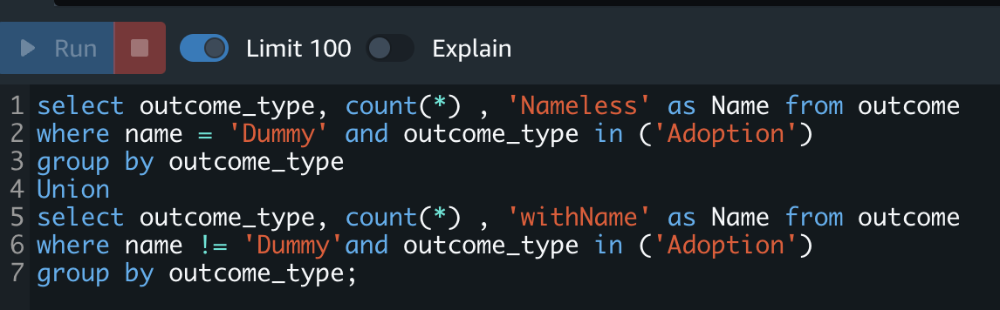 Run Limit 100 Explain
1 select outcome_type, count(*) , 'Nameless' as Name from outcome
2 where name = 'Dummy' and outcome_type in ('Adoption')
3 group by outcome_type
4 Union
5 select outcome_type, count(*) , 'withName' as Name from outcome
6 where name != 'Dummy'and outcome_type in ('Adoption')
7 group by outcome_type;